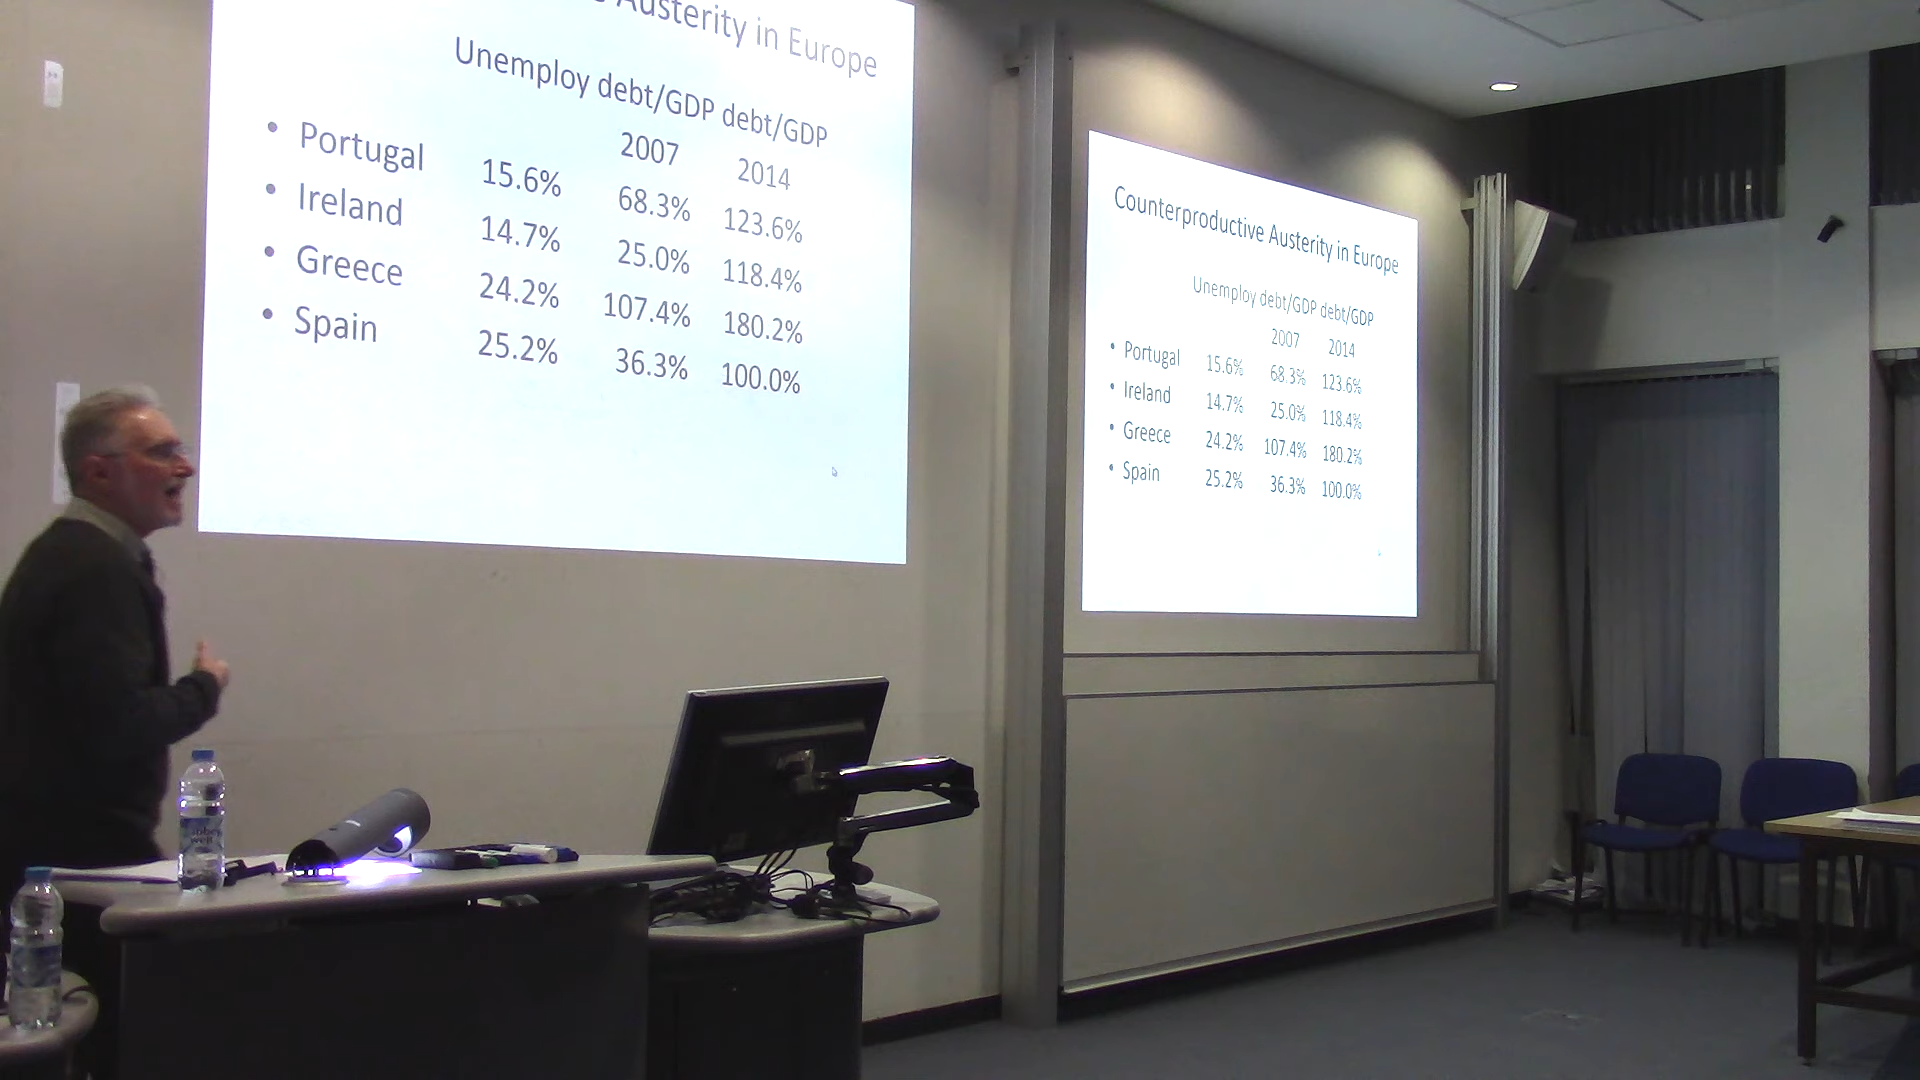 Austerity in Europe
Unemploy debt/GDP debt/GDP
2007 2014
• Portugal 15.6% 68.3% 123.6%
• Ireland 14.7% 25.0% 118.4%
• Greece 24.2% 107.4% 180.2%
• Spain 25.2% 36.3% 100.0%
Counterproductive Austerity in Europe
Unemploy debt/GDP debt/GDP
2007 2014
• Portugal 15.6% 68.3% 123.6%
• Ireland 14.7% 25.0% 118.4%
• Greece 24.2% 107.4% 180.2%
• Spain 25.2% 36.3% 100.0%